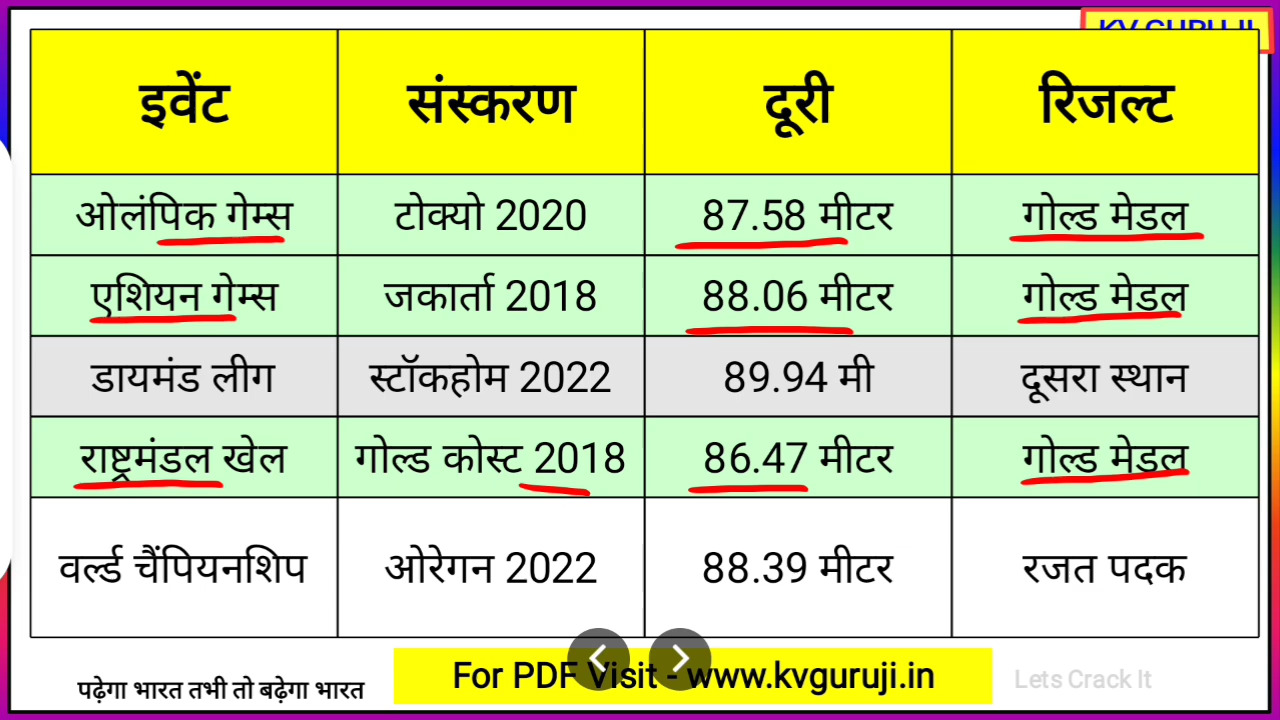 KV GURUJI
इवेंट संस्करण दूरी रिजल्ट
ओलंपिक गेम्स टोक्यो 2020 87.58 मीटर गोल्ड मेडल
एशियन गेम्स जकार्ता 2018 88.06 मीटर गोल्ड मेडल
डायमंड लीग स्टॉकहोम 2022 89.94 मी दूसरा स्थान
राष्ट्रमंडल खेल गोल्ड कोस्ट 2018 86.47 मीटर गोल्ड मेडल
वर्ल्ड चैंपियनशिप ओरेगन 2022 88.39 मीटर रजत पदक
पढ़ेगा भारत तभी तो बढ़ेगा भारत For PDF Visit - www.kvguruji.in Lets Crack It